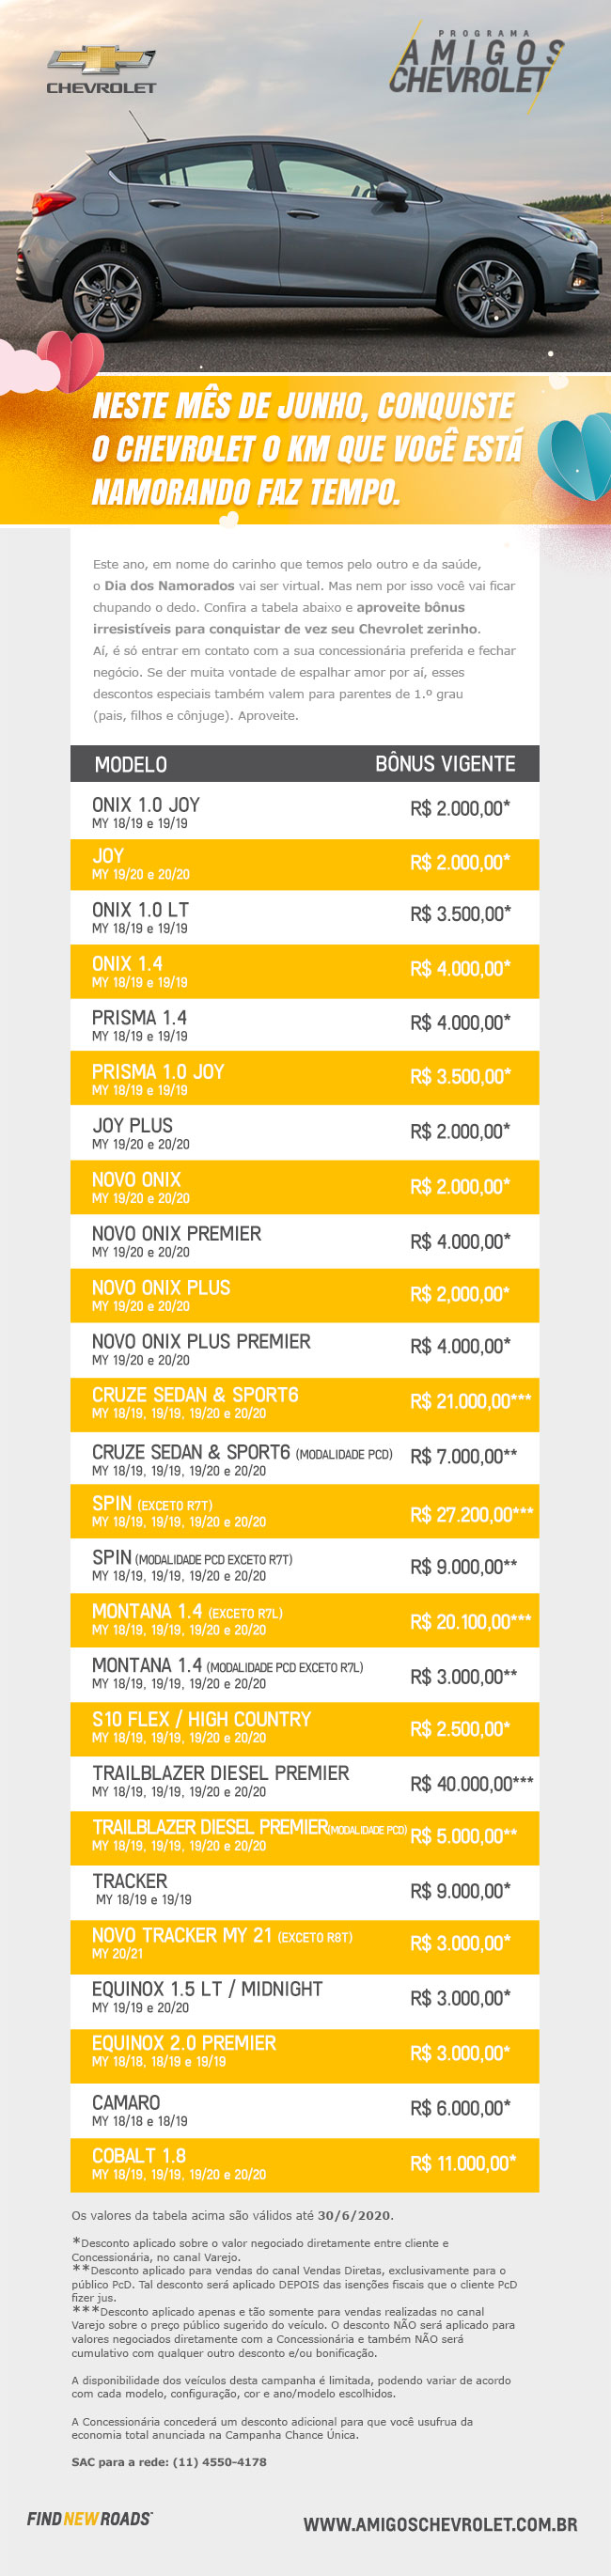 CHEVROLET
PROGRAMA
AMIGOS
CHEVROLET
NESTE MÊS DE JUNHO, CONQUISTE
O CHEVROLET 0 KM QUE VOCÊ ESTÁ
NAMORANDO FAZ TEMPO.
Este ano, em nome do carinho que temos pelo outro e da saúde,
o Dia dos Namorados vai ser virtual. Mas nem por isso você vai ficar
chupando o dedo. Confira a tabela abaixo e aproveite bônus
irresistíveis para conquistar de vez seu Chevrolet zerinho.
Aí, é só entrar em contato com a sua concessionária preferida e fechar
negócio. Se der muita vontade de espalhar amor por aí, esses
descontos especiais também valem para parentes de 1.º grau
(pais, filhos e cônjuge). Aproveite.
MODELO BÔNUS VIGENTE
ONIX 1.0 JOY R$ 2.000,00*
MY 18/19 e 19/19
JOY R$ 2.000,00*
MY 19/20 e 20/20
ONIX 1.0 LT R$ 3.500,00*
MY 18/19 e 19/19
ONIX 1.4 R$ 4.000,00*
MY 18/19 e 19/19
PRISMA 1.4 R$ 4.000,00*
MY 18/19 e 19/19
PRISMA 1.0 JOY R$ 3.500,00*
MY 18/19 e 19/19
JOY PLUS R$ 2.000,00*
MY 19/20 e 20/20
NOVO ONIX R$ 2.000,00*
MY 19/20 e 20/20
NOVO ONIX PREMIER R$ 4.000,00*
MY 19/20 e 20/20
NOVO ONIX PLUS R$ 2,000,00*
MY 19/20 e 20/20
NOVO ONIX PLUS PREMIER R$ 4.000,00*
MY 19/20 e 20/20
CRUZE SEDAN & SPORT6 R$ 21.000,00***
MY 18/19, 19/19, 19/20 e 20/20
CRUZE SEDAN & SPORT6 (MODALIDADE PCD) R$ 7.000,00**
MY 18/19, 19/19, 19/20 e 20/20
SPIN (EXCETO R7T) R$ 27.200,00***
MY 18/19, 19/19, 19/20 e 20/20
SPIN (MODALIDADE PCD EXCETO R7T) R$ 9.000,00**
MY 18/19, 19/19, 19/20 e 20/20
MONTANA 1.4 (EXCETO R7L) R$ 20.100,00***
MY 18/19, 19/19, 19/20 e 20/20
MONTANA 1.4 (MODALIDADE PCD EXCETO R7L) R$ 3.000,00**
MY 18/19, 19/19, 19/20 e 20/20
S10 FLEX / HIGH COUNTRY R$ 2.500,00*
MY 18/19, 19/19, 19/20 e 20/20
TRAILBLAZER DIESEL PREMIER R$ 40.000,00***
MY 18/19, 19/19, 19/20 e 20/20
TRAILBLAZER DIESEL PREMIER(MODALIDADE PCD) R$ 5.000,00**
MY 18/19, 19/19, 19/20 e 20/20
TRACKER R$ 9.000,00*
MY 18/19 e 19/19
NOVO TRACKER MY 21 (EXCETO R8T) R$ 3.000,00*
MY 20/21
EQUINOX 1.5 LT / MIDNIGHT R$ 3.000,00*
MY 19/19 e 20/20
EQUINOX 2.0 PREMIER R$ 3.000,00*
MY 18/18, 18/19 e 19/19
CAMARO R$ 6.000,00*
MY 18/18 e 18/19
COBALT 1.8 R$ 11.000,00*
MY 18/19, 19/19, 19/20 e 20/20
Os valores da tabela acima são válidos até 30/6/2020.
*Desconto aplicado sobre o valor negociado diretamente entre cliente e
Concessionária, no canal Varejo.
**Desconto aplicado para vendas do canal Vendas Diretas, exclusivamente para o
público PcD. Tal desconto será aplicado DEPOIS das isenções fiscais que o cliente PcD
fizer jus.
***Desconto aplicado apenas e tão somente para vendas realizadas no canal
Varejo sobre o preço público sugerido do veículo. O desconto NÃO será aplicado para
valores negociados diretamente com a Concessionária e também NÃO será
cumulativo com qualquer outro desconto e/ou bonificação.
A disponibilidade dos veículos desta campanha é limitada, podendo variar de acordo
com cada modelo, configuração, cor e ano/modelo escolhidos.
A Concessionária concederá um desconto adicional para que você usufrua da
economia total anunciada na Campanha Chance Única.
SAC para a rede: (11) 4550-4178
FIND NEW ROADS™
WWW.AMIGOSCHEVROLET.COM.BR